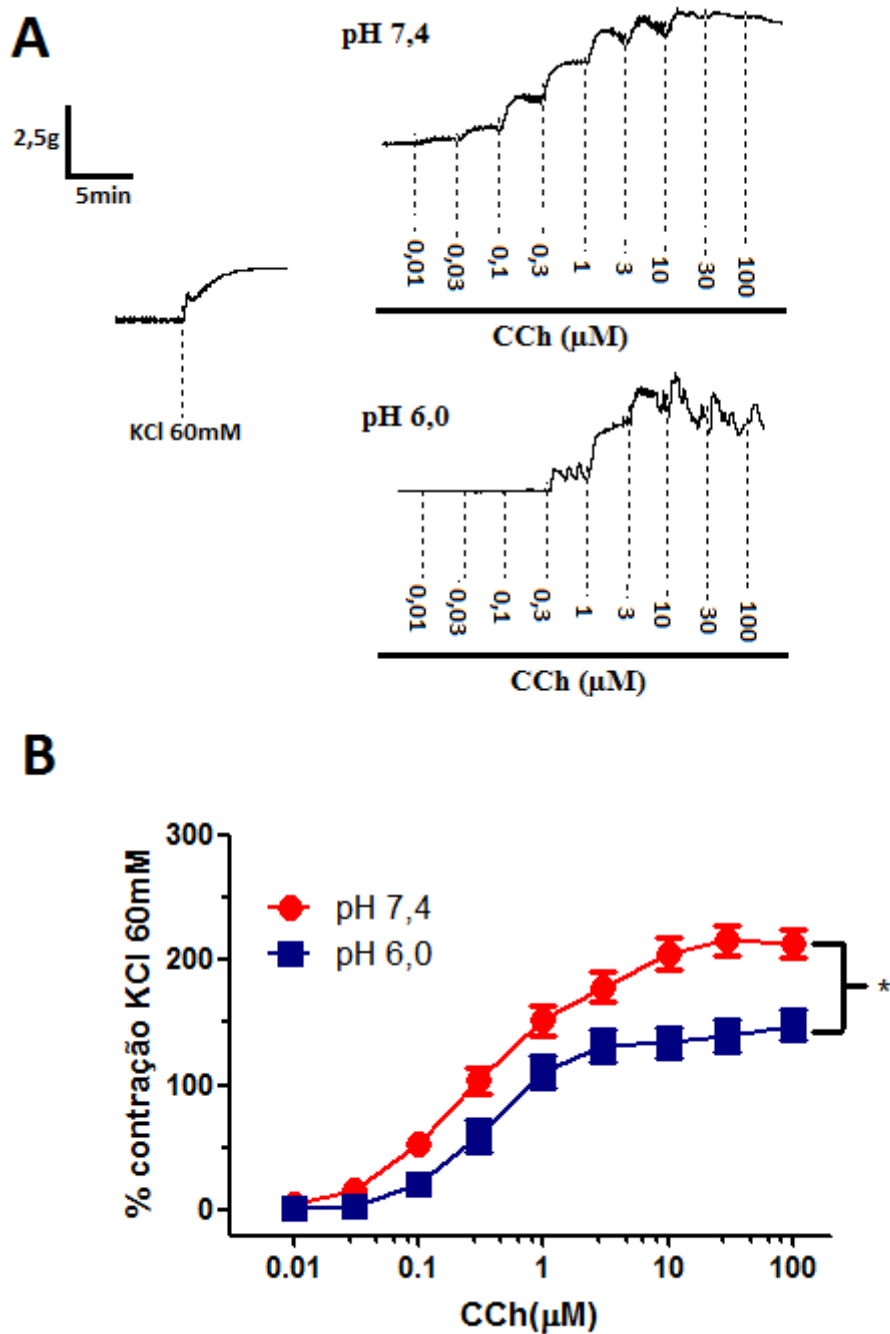 A
pH 7,4
2,5g
5min
0,01
0,03
0,1
0,3
1
3
10
30
100
CCh (µM)
KCl 60mM
pH 6,0
0,01
0,03
0,1
0,3
1
3
10
30
100
CCh (µM)
B
% contração KCl 60mM
300
200
100
0
pH 7,4
pH 6,0
*
0.01
0.1
1
10
100
CCh(µM)